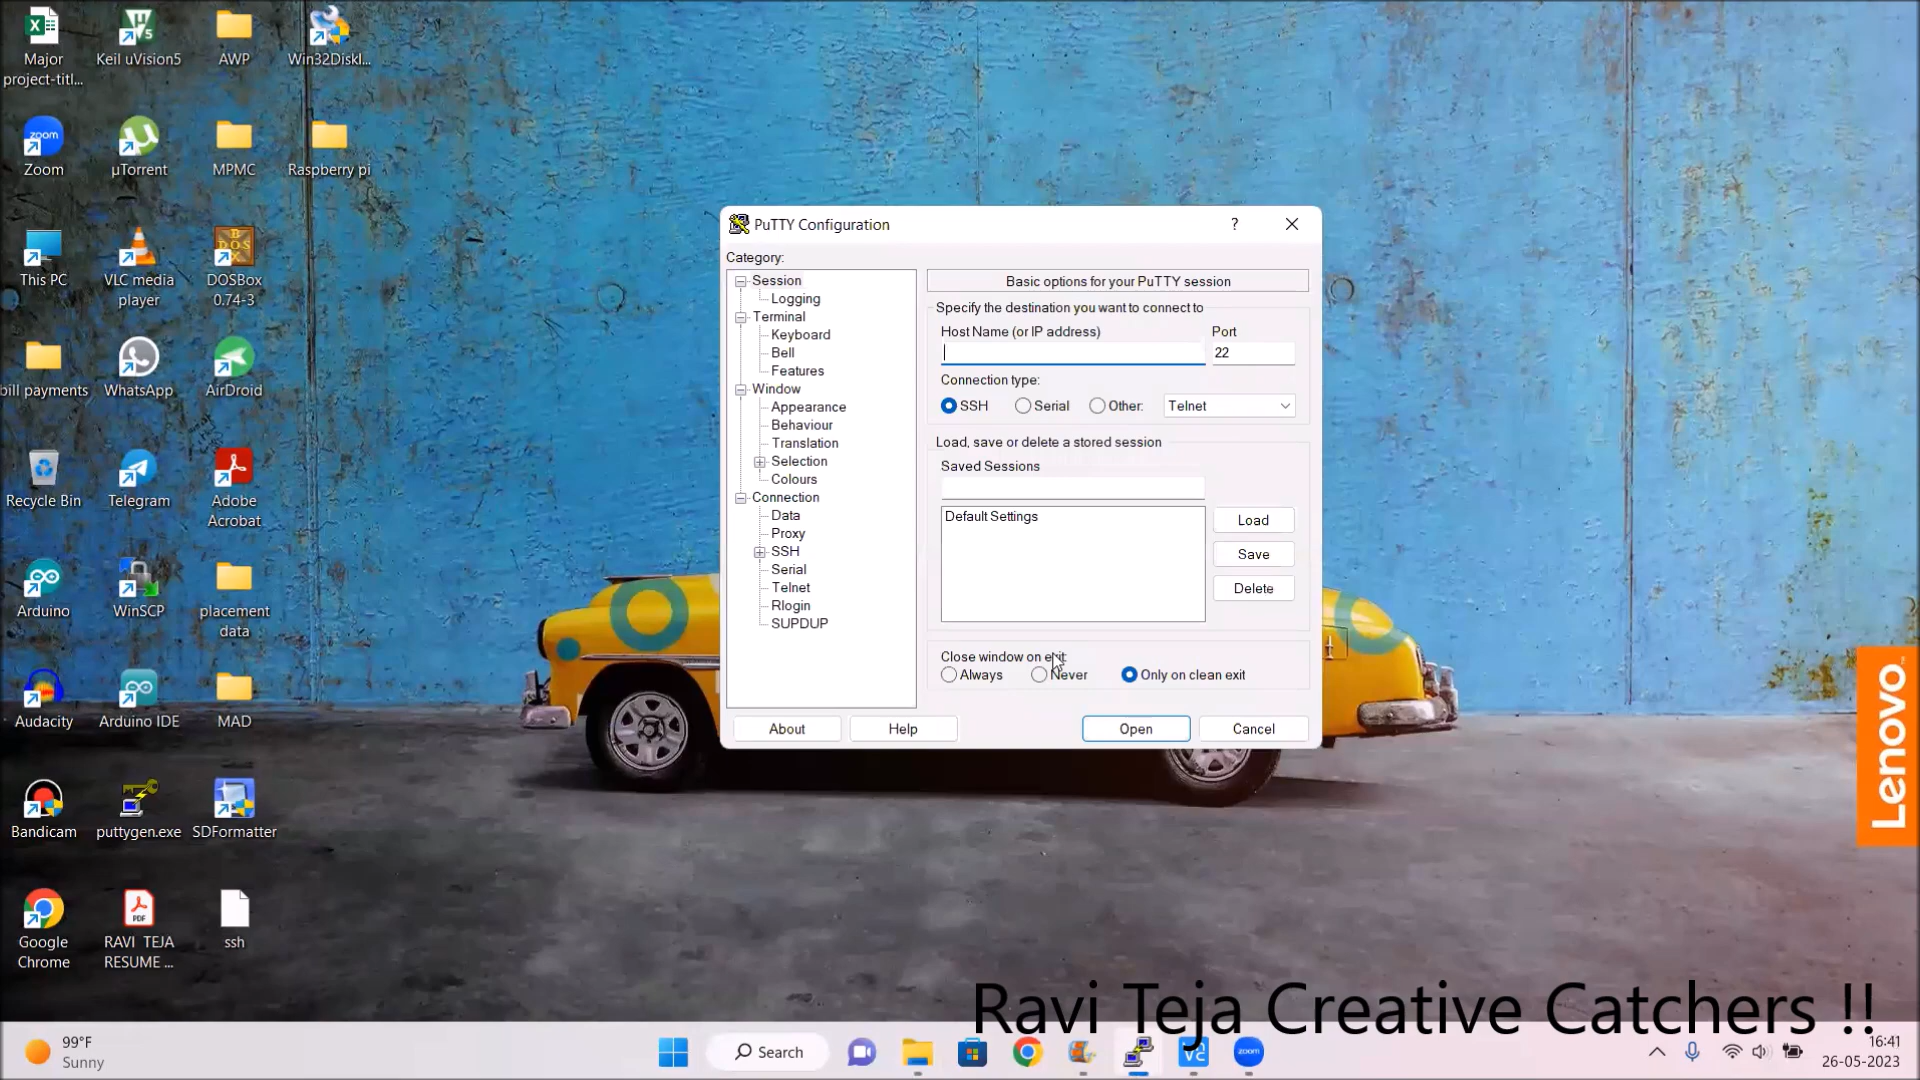 Major
project-titl...
Keil uVision5
AWP
Win32DiskI...
Zoom
µTorrent
MPMC
Raspberry pi
This PC
VLC media
player
DOSBox
0.74-3
bill payments
WhatsApp
AirDroid
Recycle Bin
Telegram
Adobe
Acrobat
Arduino
WinSCP
placement
data
Audacity
Arduino IDE
MAD
Bandicam
puttygen.exe
SDFormatter
Google
Chrome
RAVI TEJA
RESUME ...
ssh
PuTTY Configuration
?
Category:
Session
Logging
Terminal
Keyboard
Bell
Features
Window
Appearance
Behaviour
Translation
Selection
Colours
Connection
Data
Proxy
SSH
Serial
Telnet
Rlogin
SUPDUP
Basic options for your PuTTY session
Specify the destination you want to connect to
Host Name (or IP address) Port
22
Connection type:
SSH Serial Other: Telnet
Load, save or delete a stored session
Saved Sessions
Default Settings
Load
Save
Delete
Close window on exit:
Always Never Only on clean exit
About Help Open Cancel
Lenovo
Ravi Teja Creative Catchers !!
99°F
Sunny
Search
zoom
16:41
26-05-2023